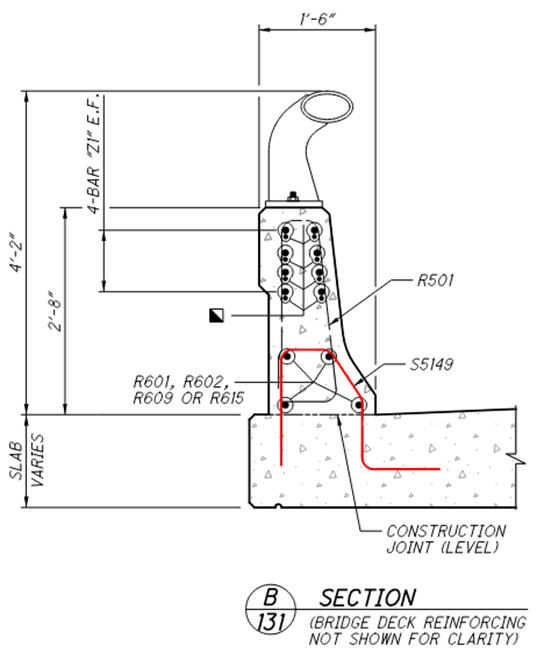 1'-6"
4-BAR "Z1" E.F.
4'-2"
2'-8"
R501
S5149
R601, R602,
R609 OR R615
SLAB
VARIES
CONSTRUCTION
JOINT (LEVEL)
B
131
SECTION
(BRIDGE DECK REINFORCING
NOT SHOWN FOR CLARITY)